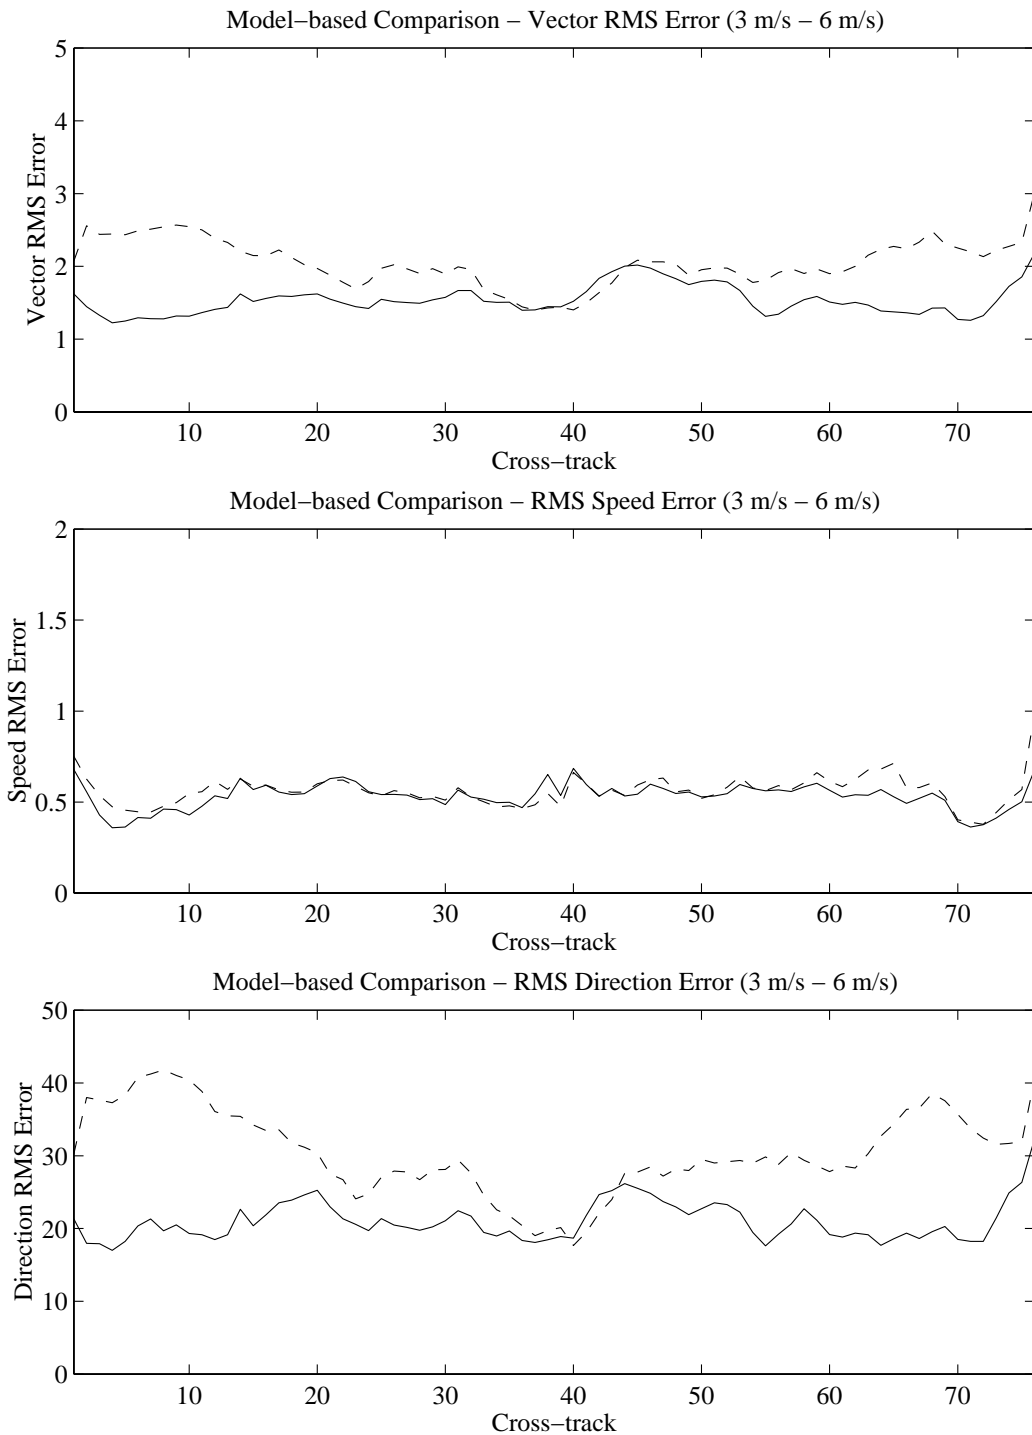 Model−based Comparison − Vector RMS Error (3 m/s − 6 m/s)
5
4
3
2
1
0
Vector RMS Error
10 20 30 40 50 60 70
Cross−track
Model−based Comparison − RMS Speed Error (3 m/s − 6 m/s)
2
1.5
1
0.5
0
Speed RMS Error
10 20 30 40 50 60 70
Cross−track
Model−based Comparison − RMS Direction Error (3 m/s − 6 m/s)
50
40
30
20
10
0
Direction RMS Error
10 20 30 40 50 60 70
Cross−track